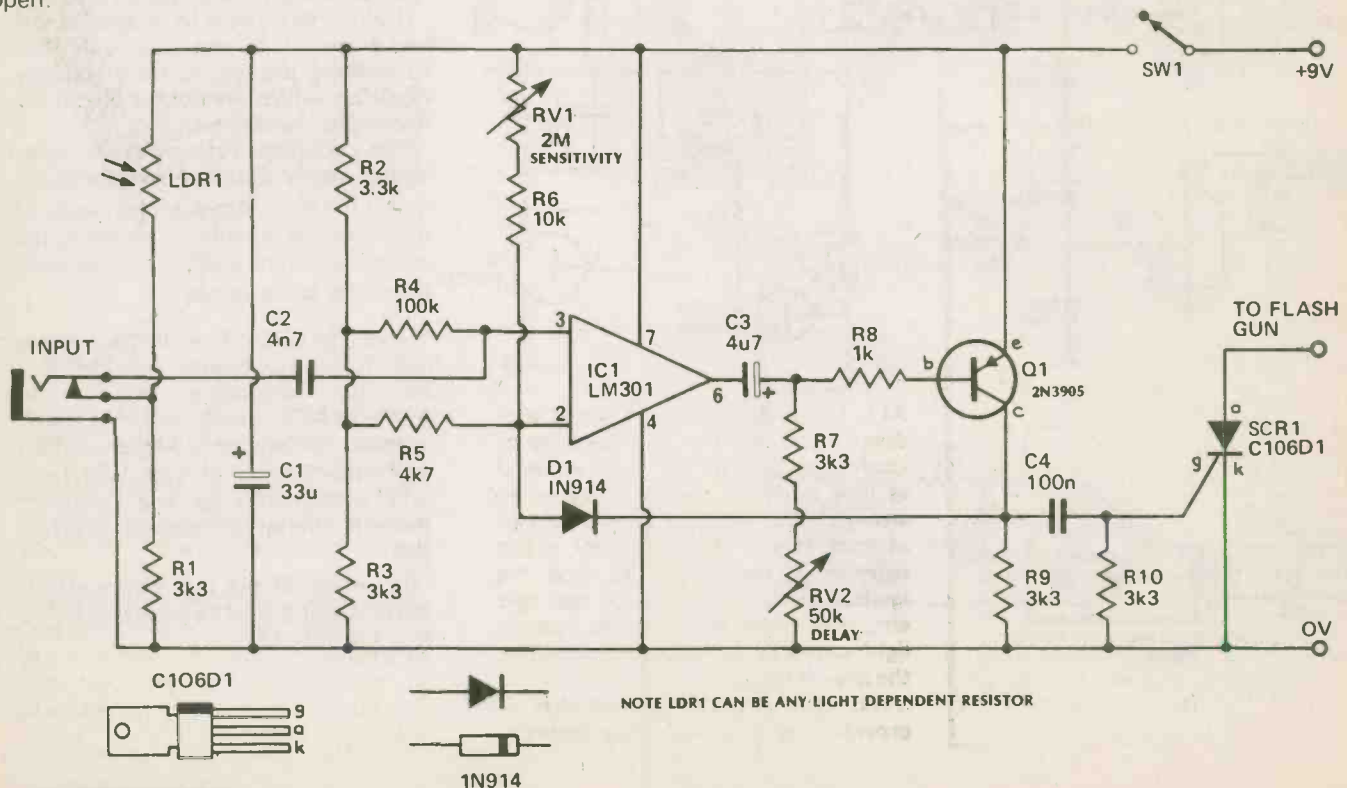 open.
SW1
+9V
RV1
2M
SENSITIVITY
LDR1
R2
3.3k
R6
10k
R4
100k
C2
4n7
INPUT
3
7
IC1
LM301
6
2
4
C3
4u7
R8
1k
e
b
Q1
2N3905
c
TO FLASH
GUN
a
SCR1
C106D1
g
k
+
C1
33u
R5
4k7
D1
IN914
+
R7
3k3
C4
100n
R1
3k3
R3
3k3
RV2
50k
DELAY
R9
3k3
R10
3k3
OV
C106D1
g
a
k
NOTE LDR1 CAN BE ANY LIGHT DEPENDENT RESISTOR
1N914